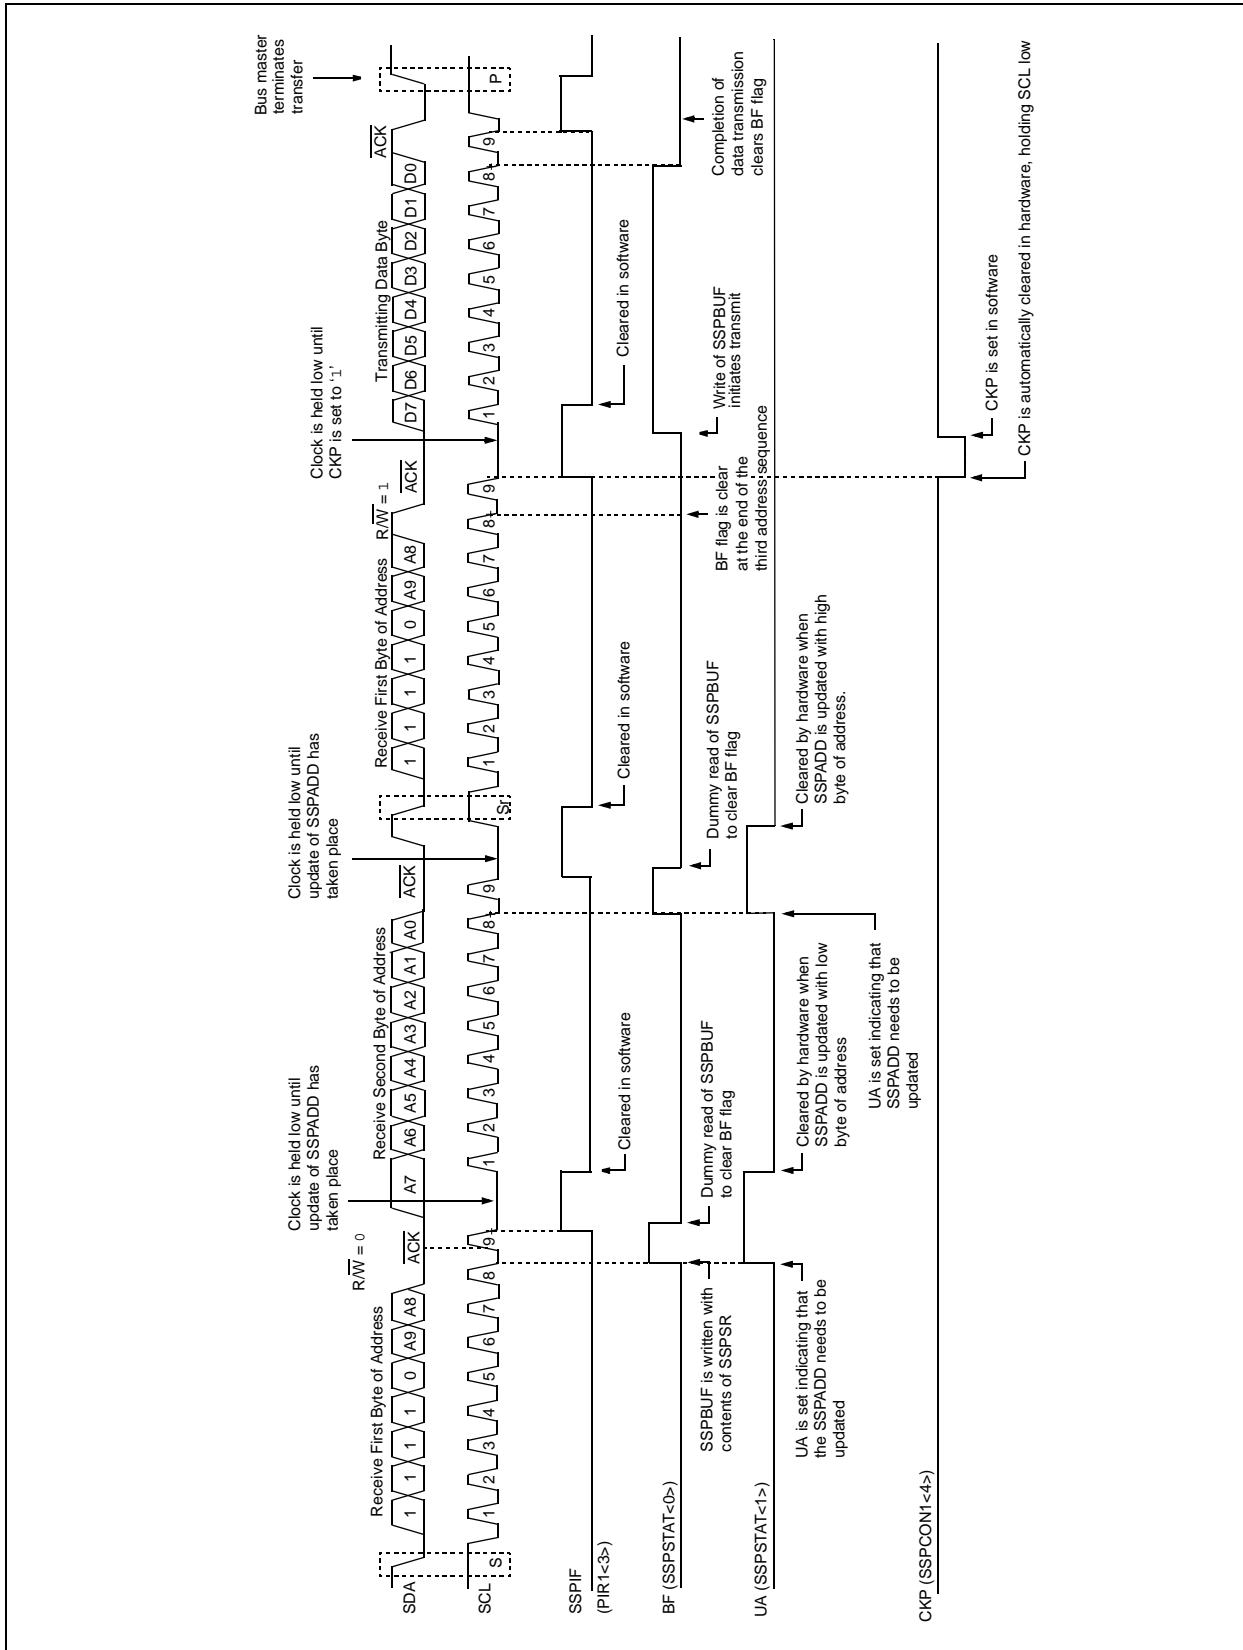 Bus master
terminates
transfer
Clock is held low until
update of SSPADD has
taken place
Clock is held low until
update of SSPADD has
taken place
Clock is held low until
CKP is set to ‘1’
R/W = 0
R/W = 1
Receive First Byte of Address
ACK
Receive Second Byte of Address
ACK
Receive First Byte of Address
ACK
Transmitting Data Byte
ACK
SDA
1 1 1 1 0 A9 A8
A7 A6 A5 A4 A3 A2 A1 A0
1 1 1 1 0 A9 A8
D7 D6 D5 D4 D3 D2 D1 D0
SCL
S
1 2 3 4 5 6 7 8 9
1 2 3 4 5 6 7 8 9
Sr
1 2 3 4 5 6 7 8 9
1 2 3 4 5 6 7 8 9
P
SSPIF
(PIR1<3>)
Cleared in software
Cleared in software
Cleared in software
BF (SSPSTAT<0>)
SSPBUF is written with
contents of SSPSR
Dummy read of SSPBUF
to clear BF flag
Dummy read of SSPBUF
to clear BF flag
BF flag is clear
at the end of the
third address sequence
Write of SSPBUF
initiates transmit
Completion of
data transmission
clears BF flag
UA (SSPSTAT<1>)
UA is set indicating that
the SSPADD needs to be
updated
Cleared by hardware when
SSPADD is updated with low
byte of address
UA is set indicating that
SSPADD needs to be
updated
Cleared by hardware when
SSPADD is updated with high
byte of address.
CKP (SSPCON1<4>)
CKP is set in software
CKP is automatically cleared in hardware, holding SCL low